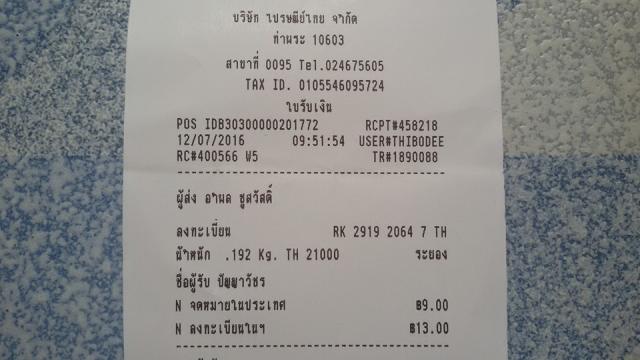 บริษัท ไปรษณีย์ไทย จำกัด
ท่าพระ 10603
สาขาที่ 0095 Tel.024675605
TAX ID. 0105546095724
ใบรับเงิน
POS IDB30300000201772 RCPT#458218
12/07/2016 09:51:54 USER#THIBODEE
RC#400566 W5 TR#1890088
ผู้ส่ง อำผล ชูสวัสดิ์
ลงทะเบียน RK 2919 2064 7 TH
น้ำหนัก .192 Kg. TH 21000 ระยอง
ชื่อผู้รับ ปัญญาวัชร
N จดหมายในประเทศ ฿9.00
N ลงทะเบียนในฯ ฿13.00